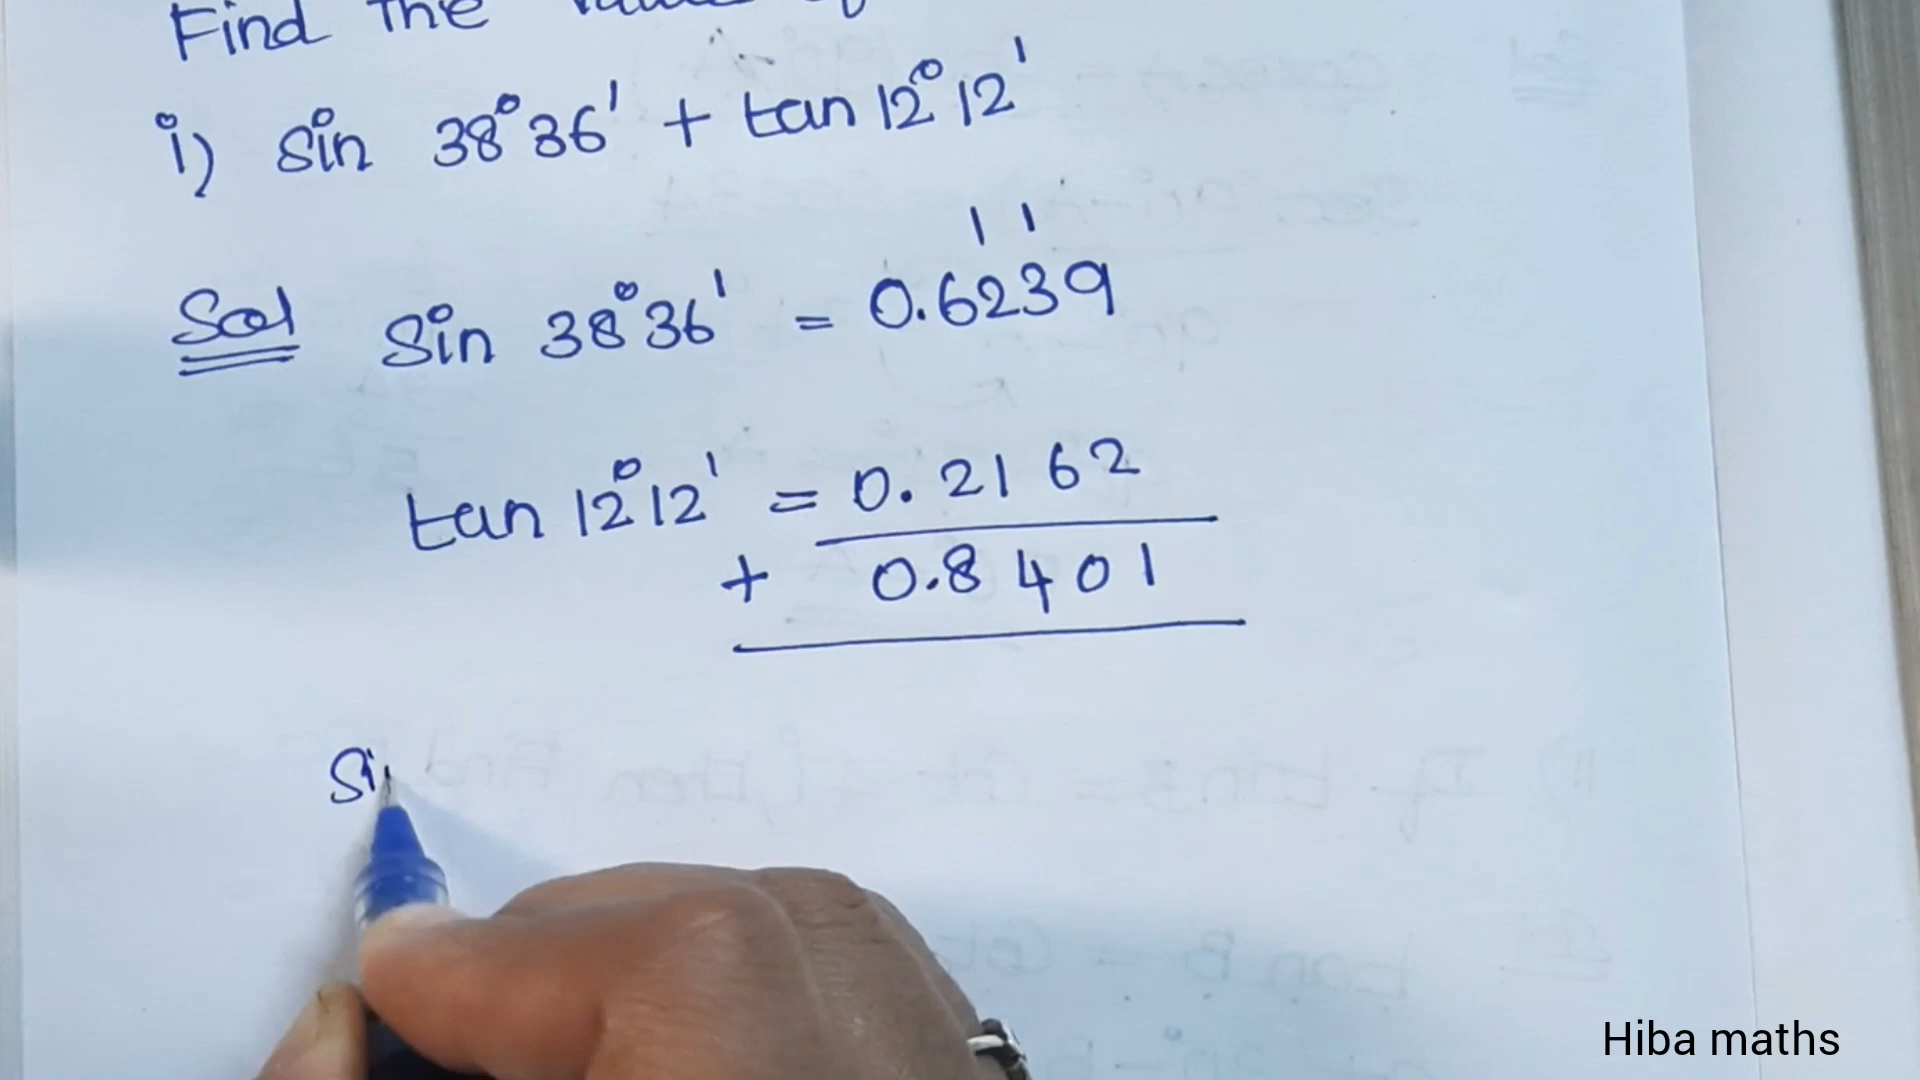 Find The
i) Sin 38°36' + tan 12°12'
1 1
Sol Sin 38°36' = 0.6239
tan 12°12' = 0.2162
+ 0.8401
Si
Hiba maths